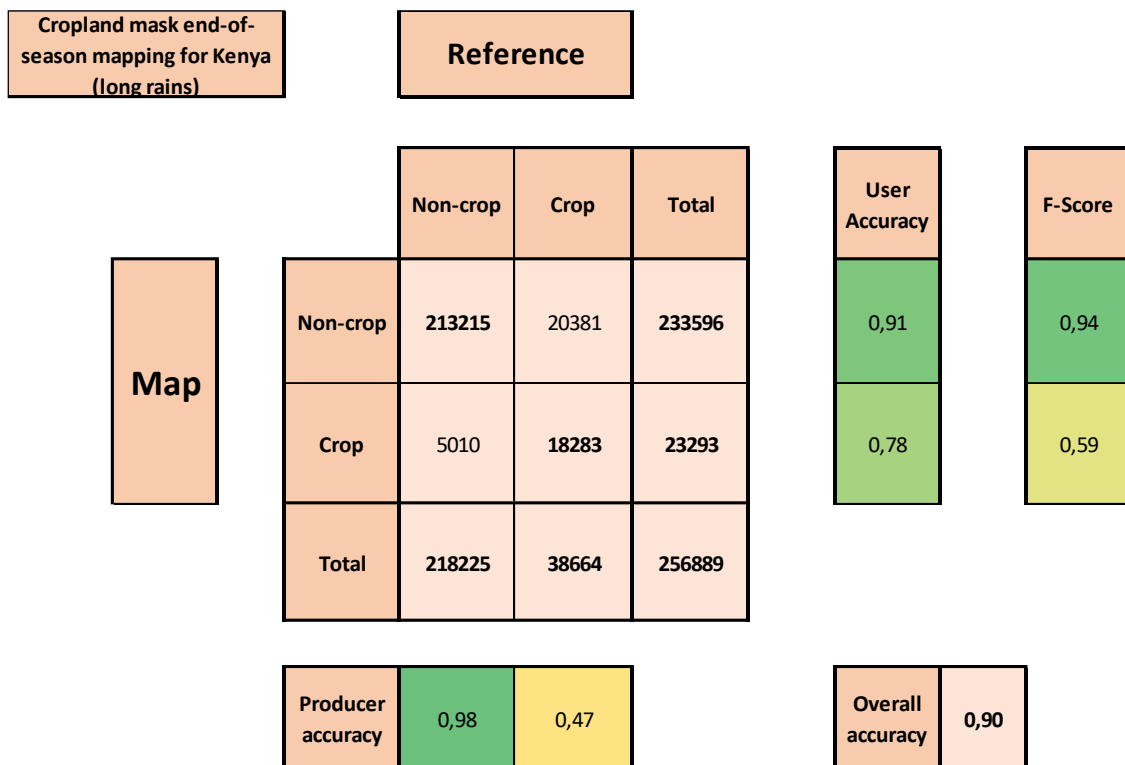 Cropland mask end-of-
season mapping for Kenya
(long rains)
Reference
Non-crop Crop Total
User
Accuracy
F-Score
Map
Non-crop 213215 20381 233596 0,91 0,94
Crop 5010 18283 23293 0,78 0,59
Total 218225 38664 256889
Producer
accuracy
0,98 0,47
Overall
accuracy
0,90